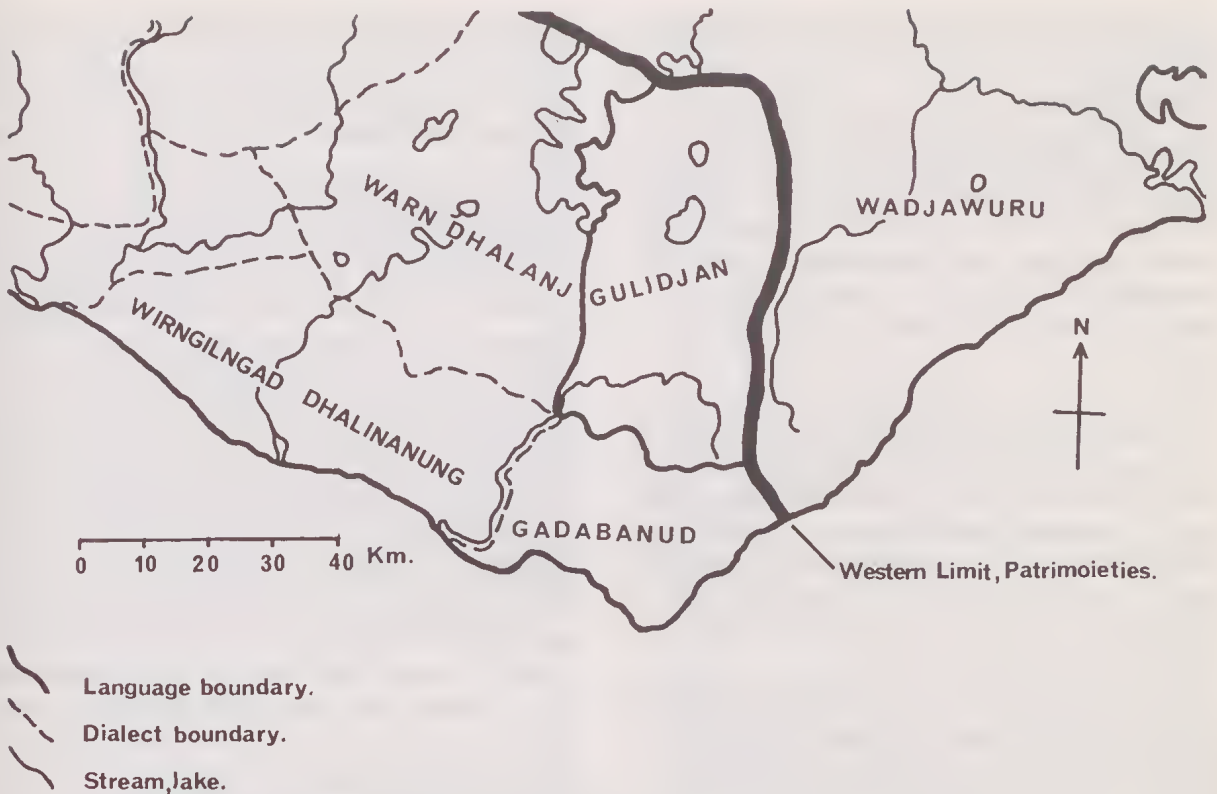 WARN DHALANJ
WADJAWURU
GULIDJAN
WIRNGILNGAD DHALINANUNG
N
GADABANUD
0 10 20 30 40 Km.
Western Limit, Patrimoieties.
Language boundary.
Dialect boundary.
Stream, lake.